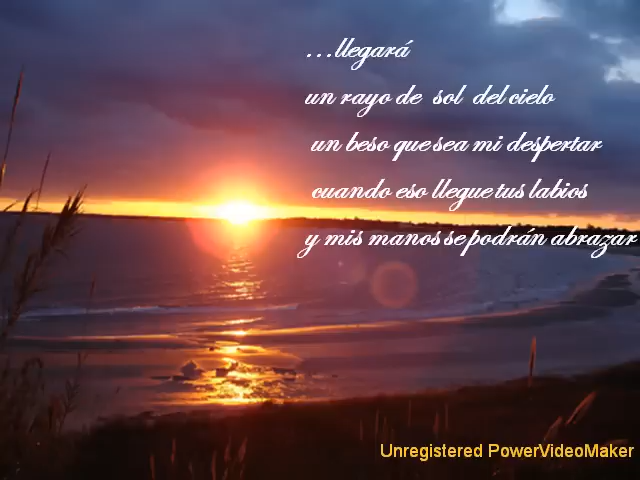 ...llegará
un rayo de sol del cielo
un beso que sea mi despertar
cuando eso llegue tus labios
y mis manos se podrán abrazar
Unregistered PowerVideoMaker